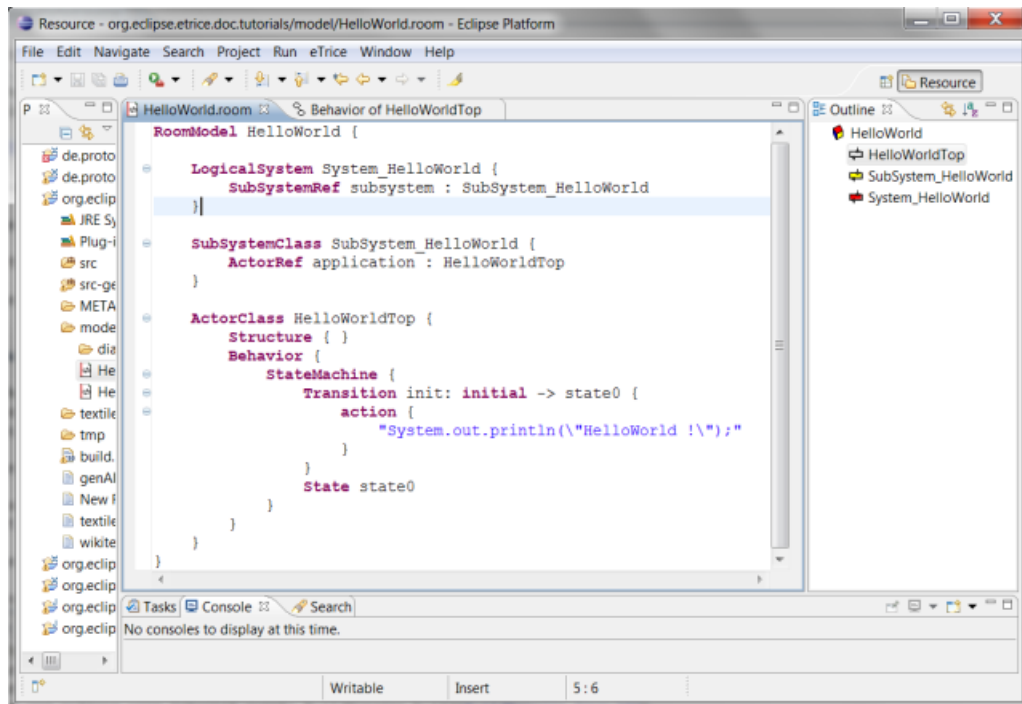 Resource - org.eclipse.etrice.doc.tutorials/model/HelloWorld.room - Eclipse Platform
File Edit Navigate Search Project Run eTrice Window Help
Resource
P
HelloWorld.room
Behavior of HelloWorldTop
Outline
de.proto
de.proto
org.eclip
JRE Sy
Plug-i
src
src-ge
META
mode
dia
He
He
textile
tmp
build.
genAl
New F
textile
wikite
org.eclip
org.eclip
org.eclip
org.eclip
RoomModel HelloWorld {
LogicalSystem System_HelloWorld {
SubSystemRef subsystem : SubSystem_HelloWorld
}
SubSystemClass SubSystem_HelloWorld {
ActorRef application : HelloWorldTop
}
ActorClass HelloWorldTop {
Structure { }
Behavior {
StateMachine {
Transition init: initial -> state0 {
action {
"System.out.println(\"HelloWorld !\");"
}
}
State state0
}
}
}
}
HelloWorld
HelloWorldTop
SubSystem_HelloWorld
System_HelloWorld
Tasks
Console
Search
No consoles to display at this time.
Writable
Insert
5 : 6